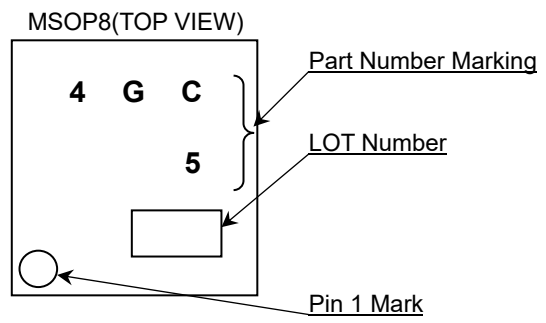 MSOP8(TOP VIEW)
Part Number Marking
4 G C
LOT Number
5
Pin 1 Mark